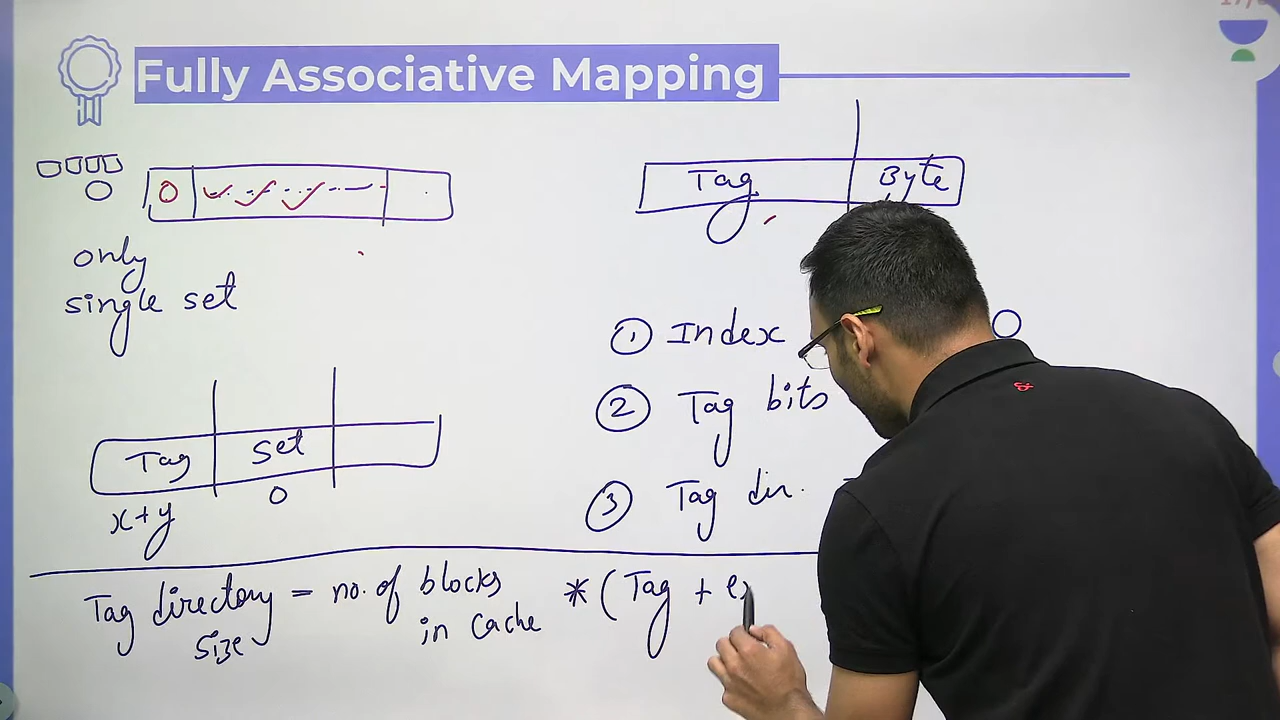 Fully Associative Mapping
0
0
only
single set
Tag Byte
① Index 0
② Tag bits
③ Tag dir.
Tag Set
x+y 0
Tag directory size = no. of blocks in cache * (Tag + e